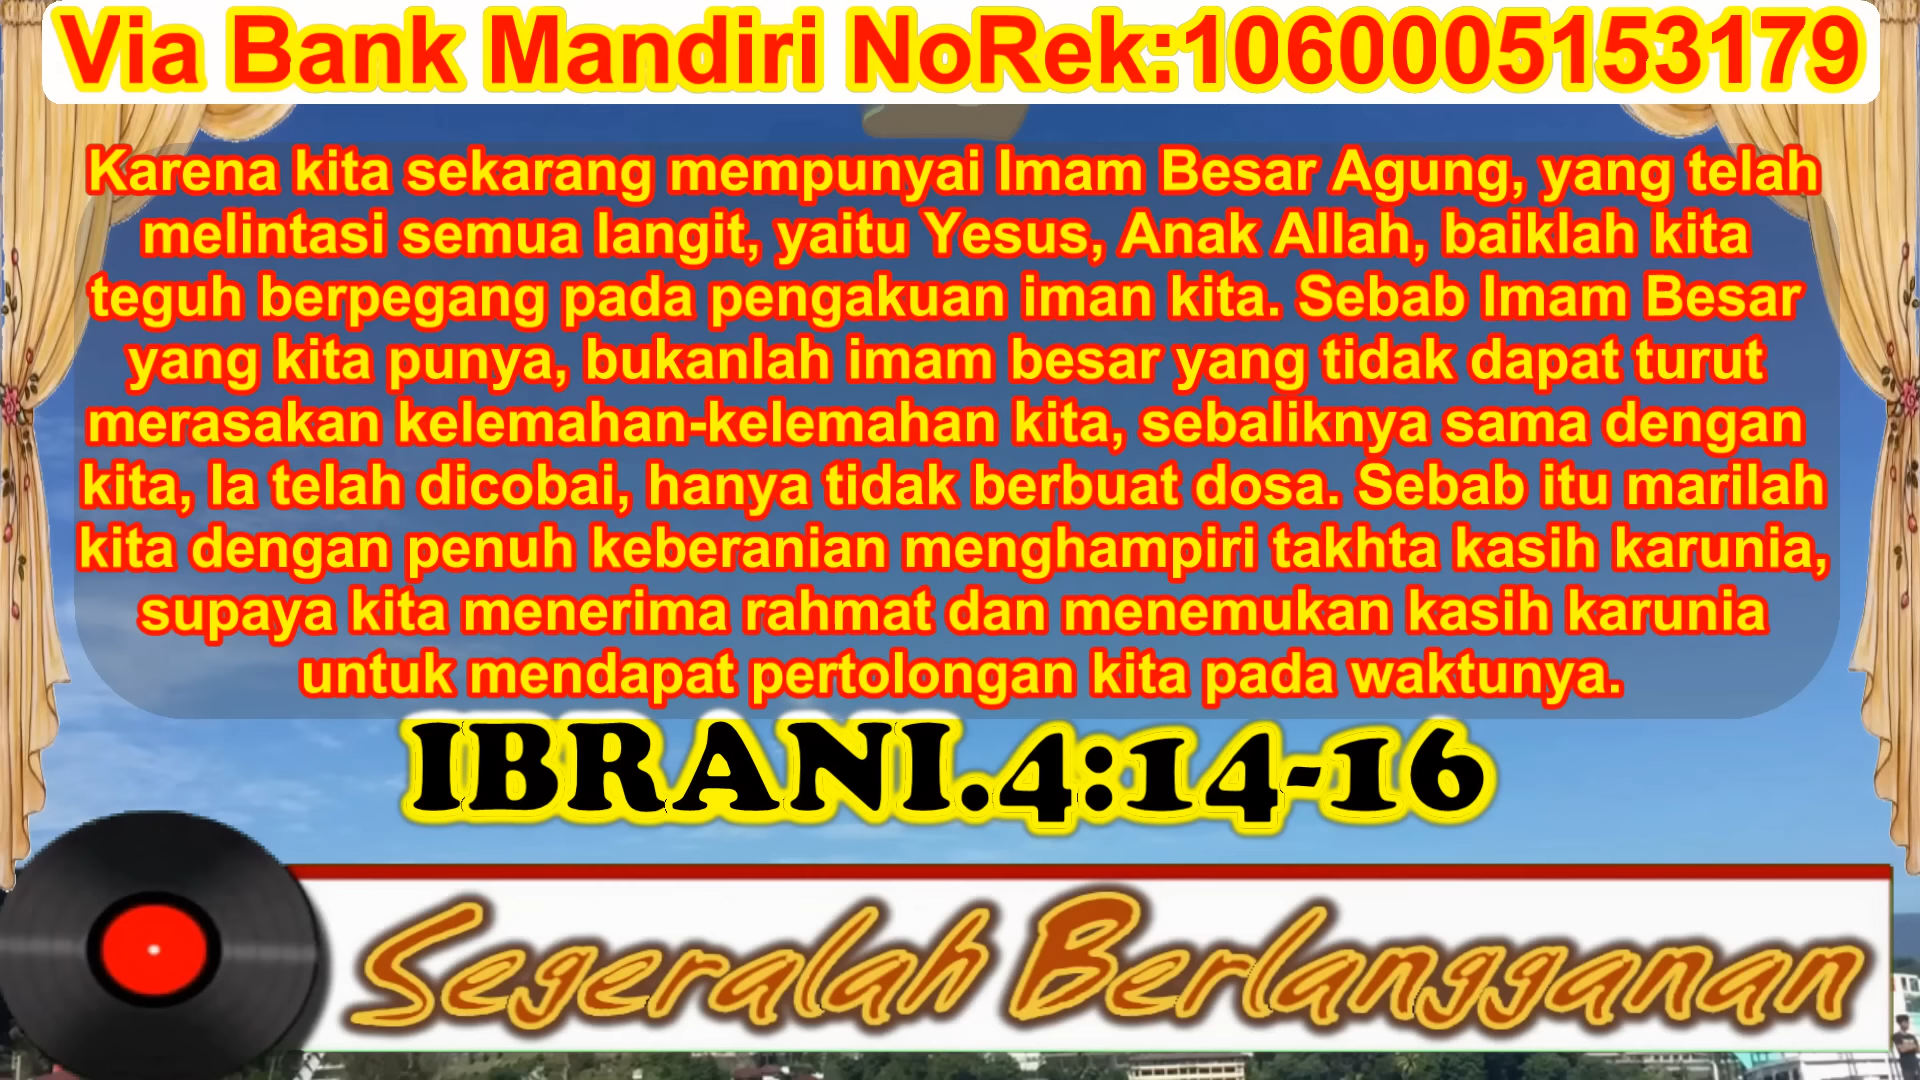 Via Bank Mandiri NoRek:1060005153179
Karena kita sekarang mempunyai Imam Besar Agung, yang telah
melintasi semua langit, yaitu Yesus, Anak Allah, baiklah kita
teguh berpegang pada pengakuan iman kita. Sebab Imam Besar
yang kita punya, bukanlah imam besar yang tidak dapat turut
merasakan kelemahan-kelemahan kita, sebaliknya sama dengan
kita, Ia telah dicobai, hanya tidak berbuat dosa. Sebab itu marilah
kita dengan penuh keberanian menghampiri takhta kasih karunia,
supaya kita menerima rahmat dan menemukan kasih karunia
untuk mendapat pertolongan kita pada waktunya.
IBRANI.4:14-16
Segeralah Berlangganan